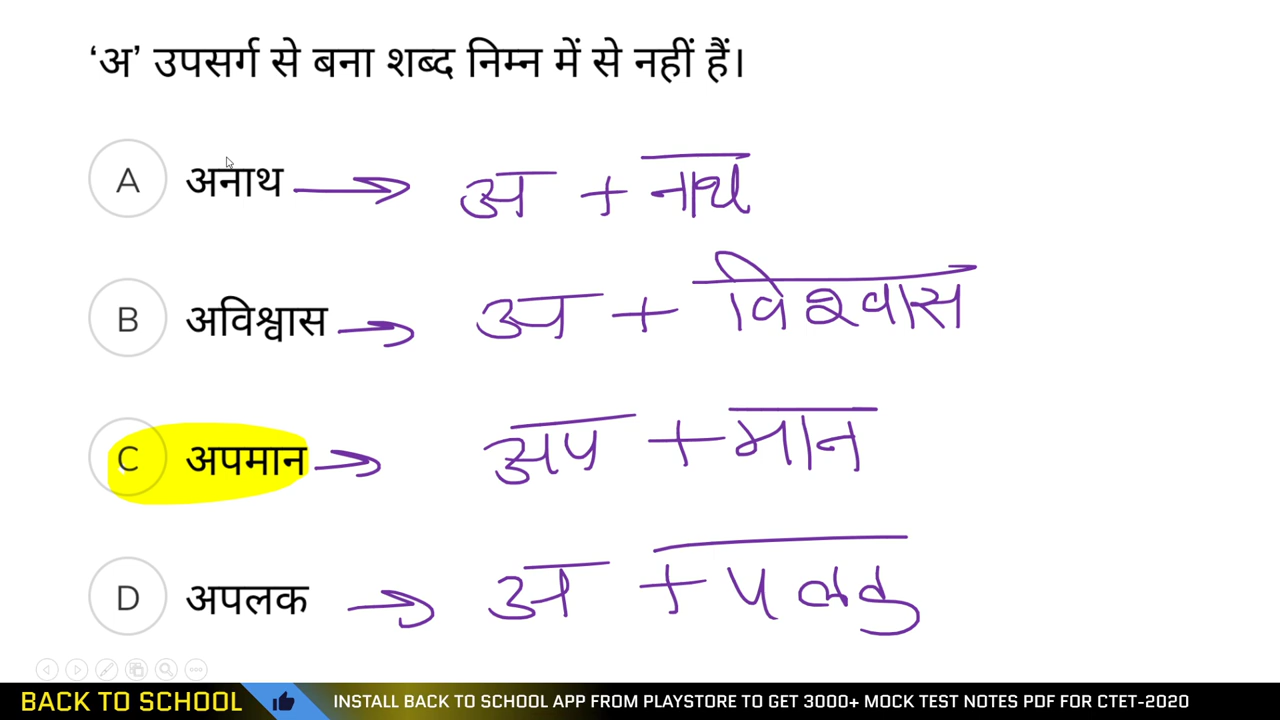 ‘अ’ उपसर्ग से बना शब्द निम्न में से नहीं हैं।
A अनाथ → अ + नाथ
B अविश्वास → अ + विश्वास
C अपमान → अप + मान
D अपलक → अ + पलक
BACK TO SCHOOL INSTALL BACK TO SCHOOL APP FROM PLAYSTORE TO GET 3000+ MOCK TEST NOTES PDF FOR CTET-2020